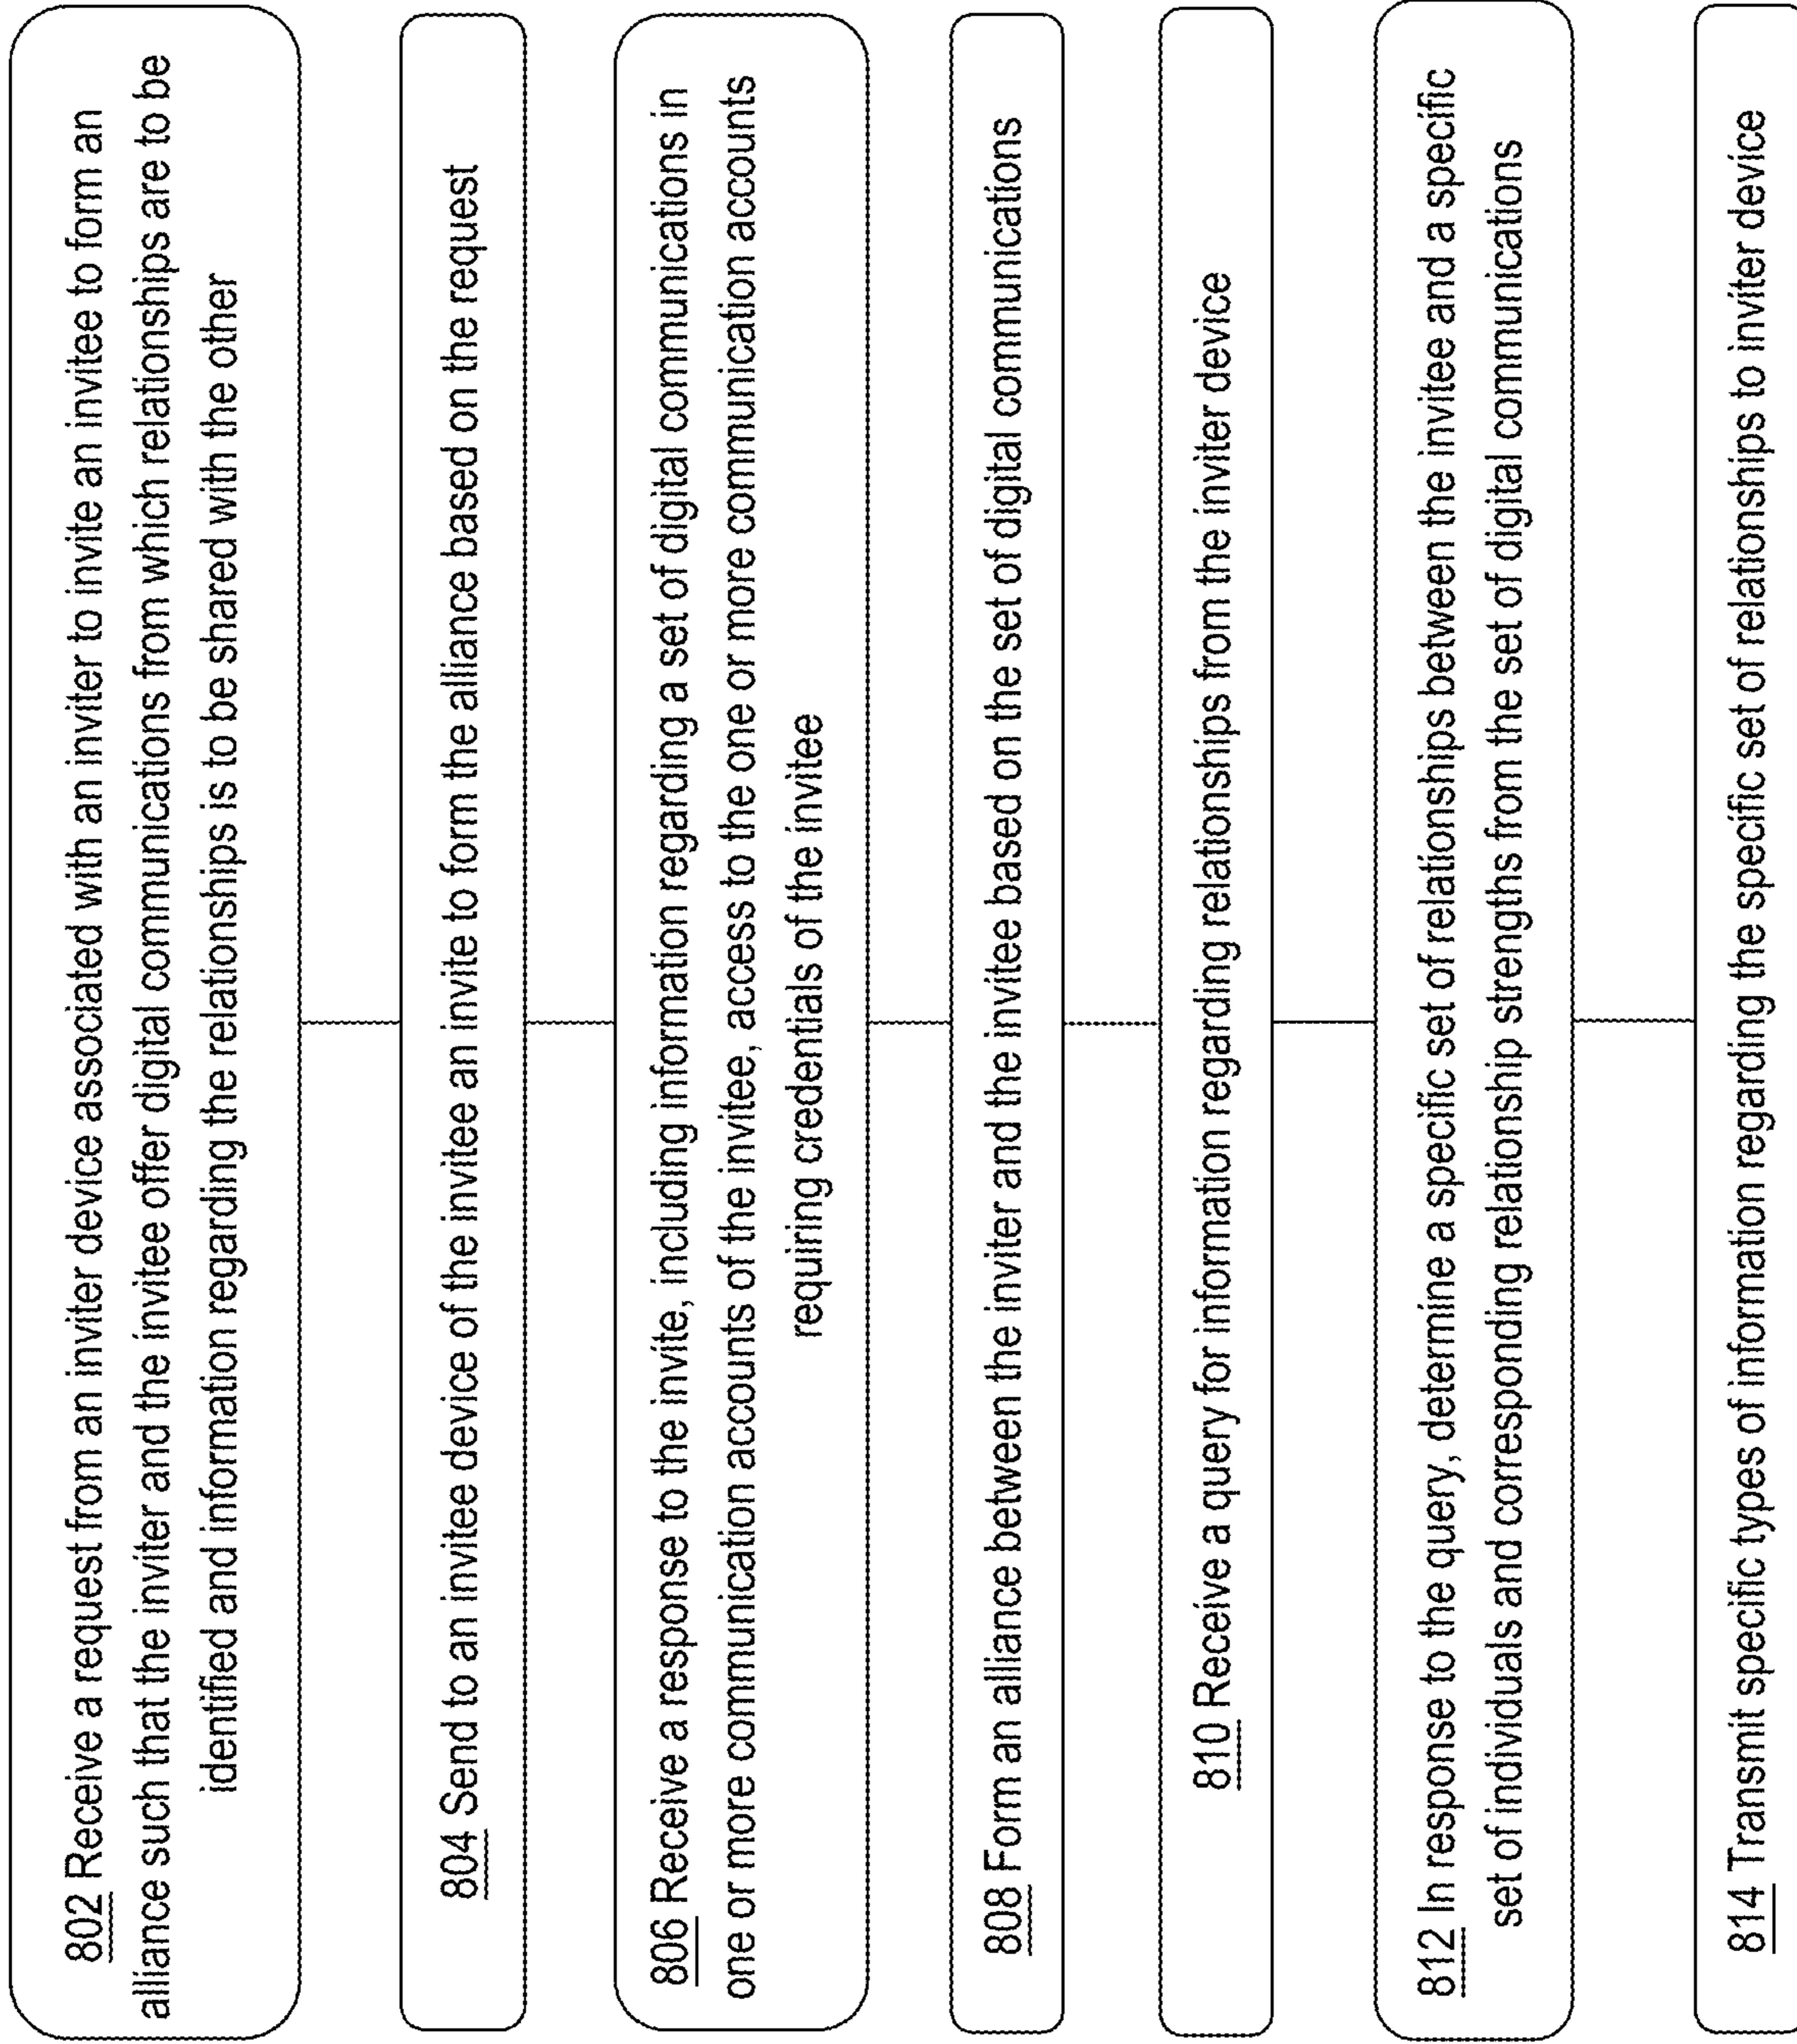 802 Receive a request from an inviter device associated with an inviter to invite an invitee to form an
alliance such that the inviter and the invitee offer digital communications from which relationships are to be
identified and information regarding the relationships is to be shared with the other
804 Send to an invitee device of the invitee an invite to form the alliance based on the request
806 Receive a response to the invite, including information regarding a set of digital communications in
one or more communication accounts of the invitee, access to the one or more communication accounts
requiring credentials of the invitee
808 Form an alliance between the inviter and the invitee based on the set of digital communications
810 Receive a query for information regarding relationships from the inviter device
812 In response to the query, determine a specific set of relationships between the invitee and a specific
set of individuals and corresponding relationship strengths from the set of digital communications
814 Transmit specific types of information regarding the specific set of relationships to inviter device